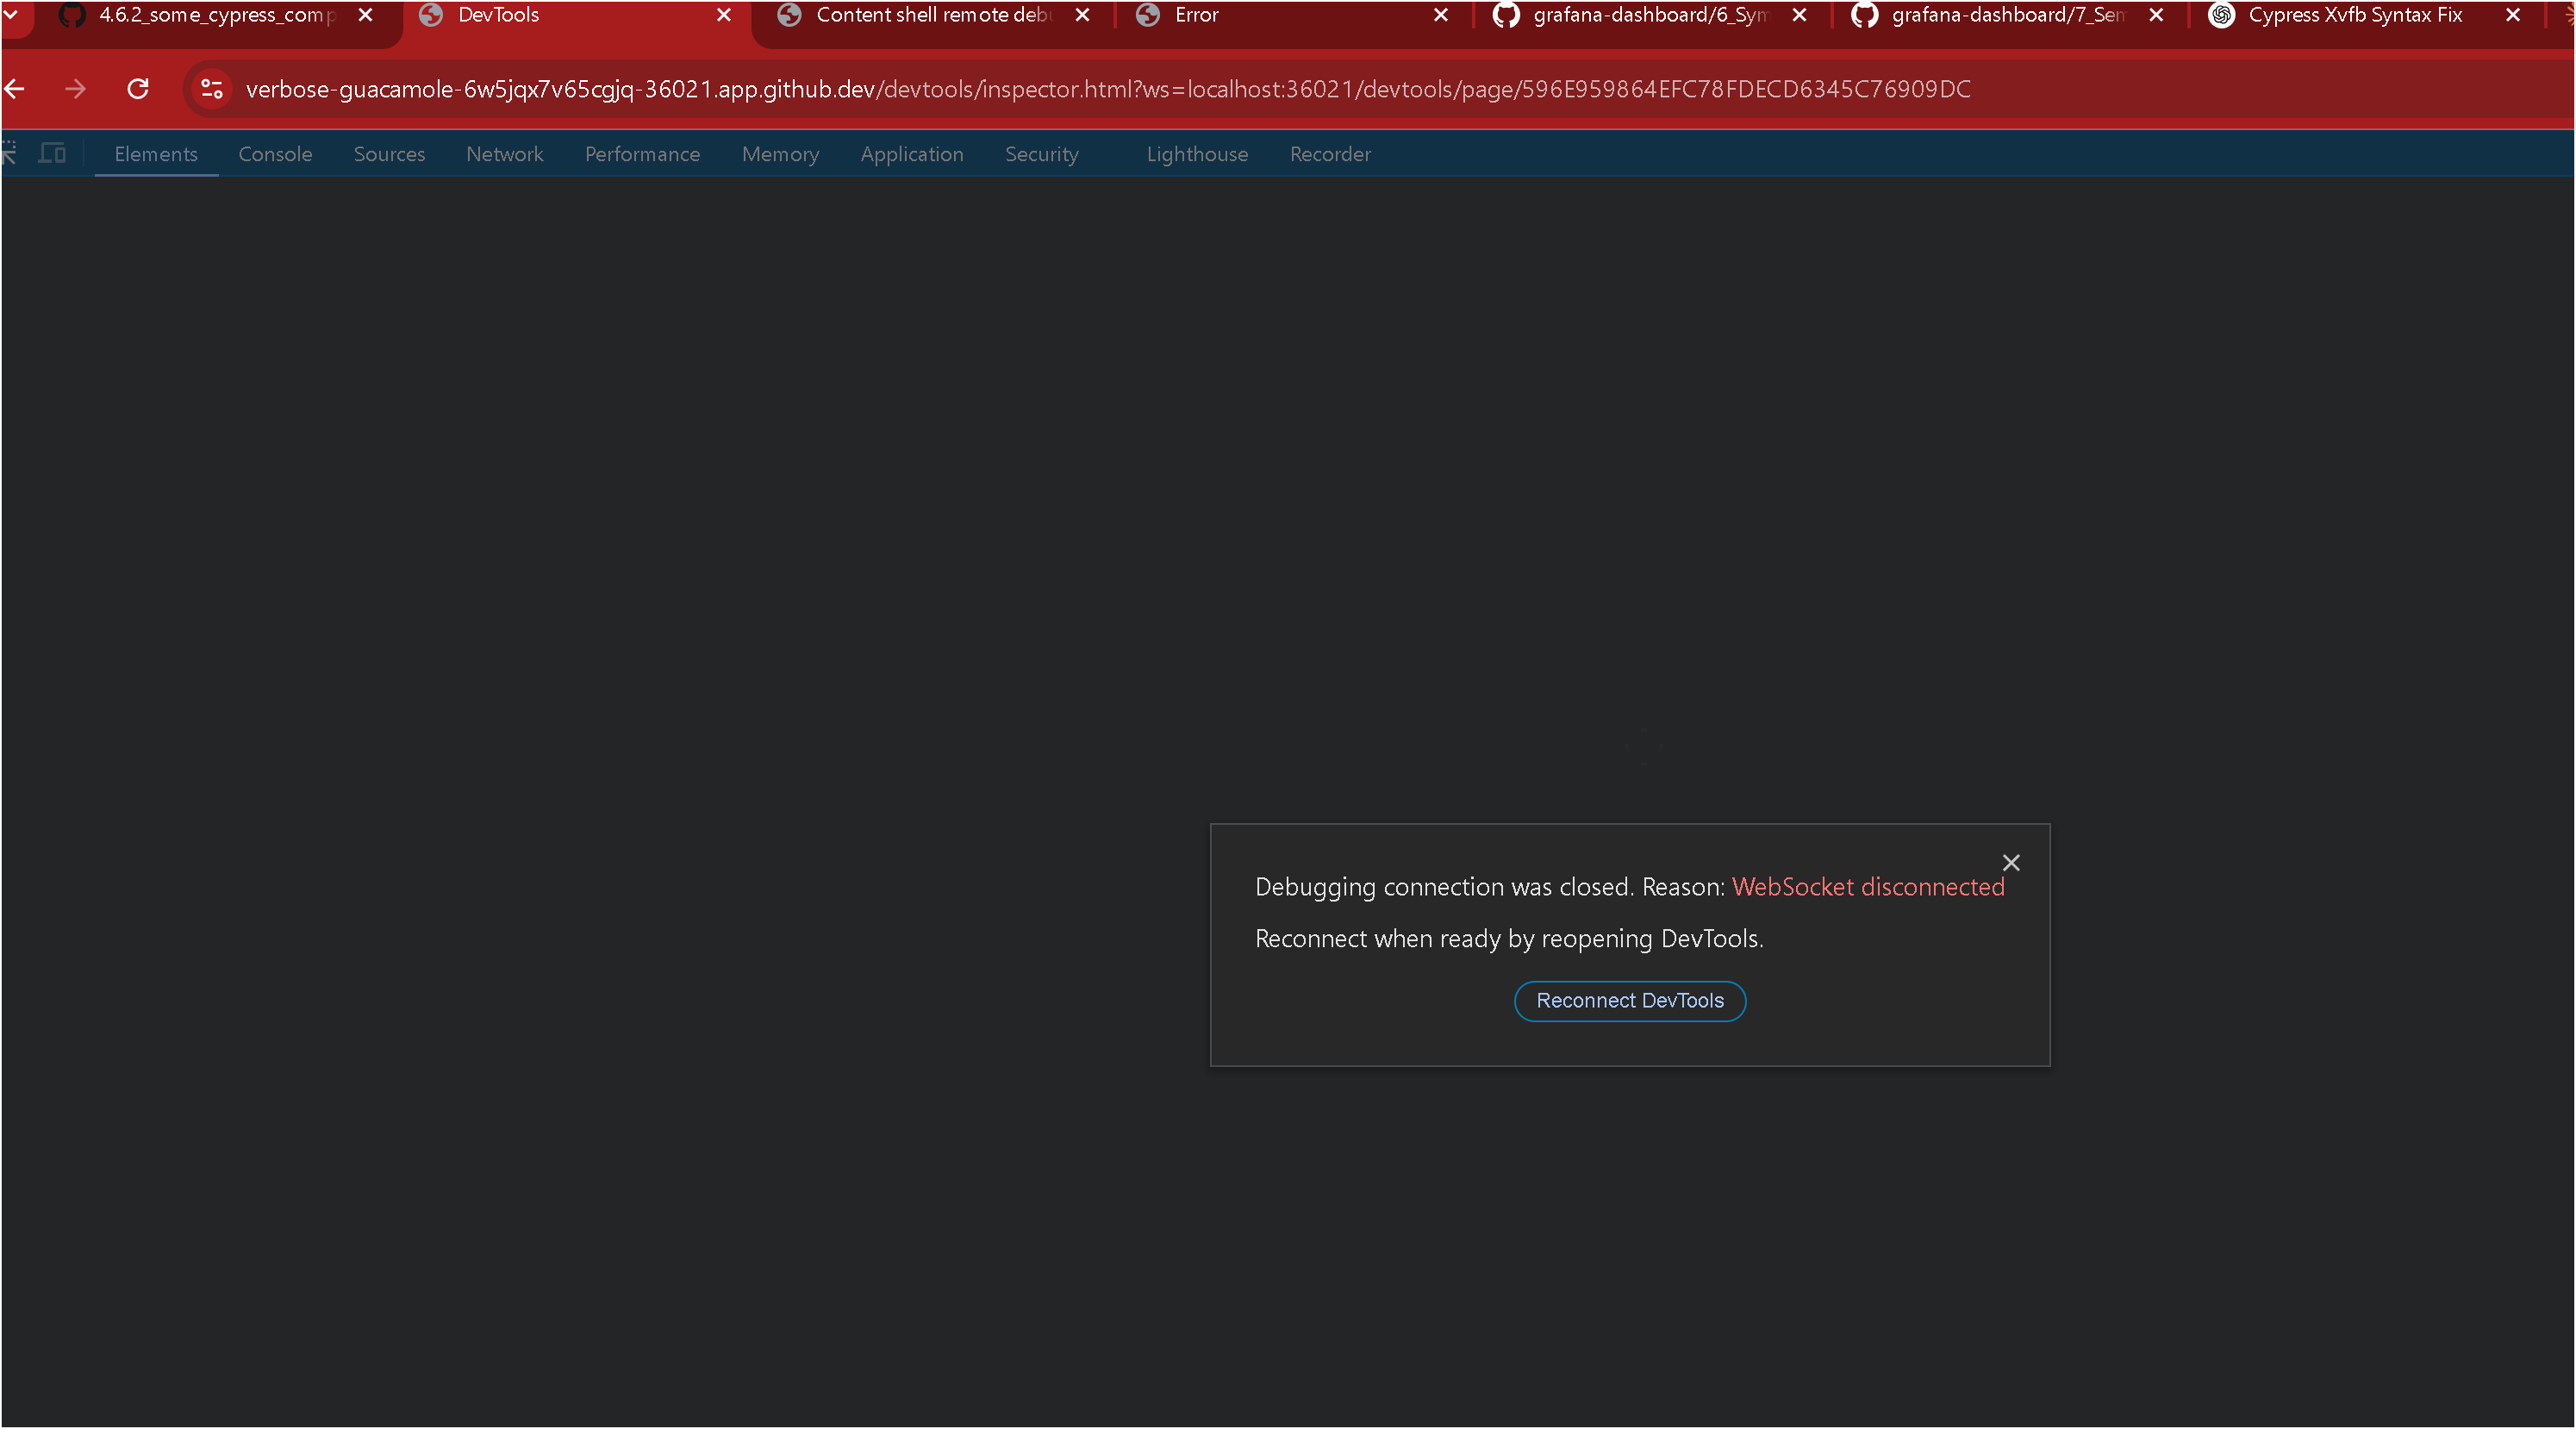 4.6.2_some_cypress_comp
DevTools
Content shell remote debu
Error
grafana-dashboard/6_Sym
grafana-dashboard/7_Sem
Cypress Xvfb Syntax Fix
verbose-guacamole-6w5jqx7v65cgjq-36021.app.github.dev/devtools/inspector.html?ws=localhost:36021/devtools/page/596E959864EFC78FDECD6345C76909DC
Elements Console Sources Network Performance Memory Application Security Lighthouse Recorder
Debugging connection was closed. Reason: WebSocket disconnected
Reconnect when ready by reopening DevTools.
Reconnect DevTools